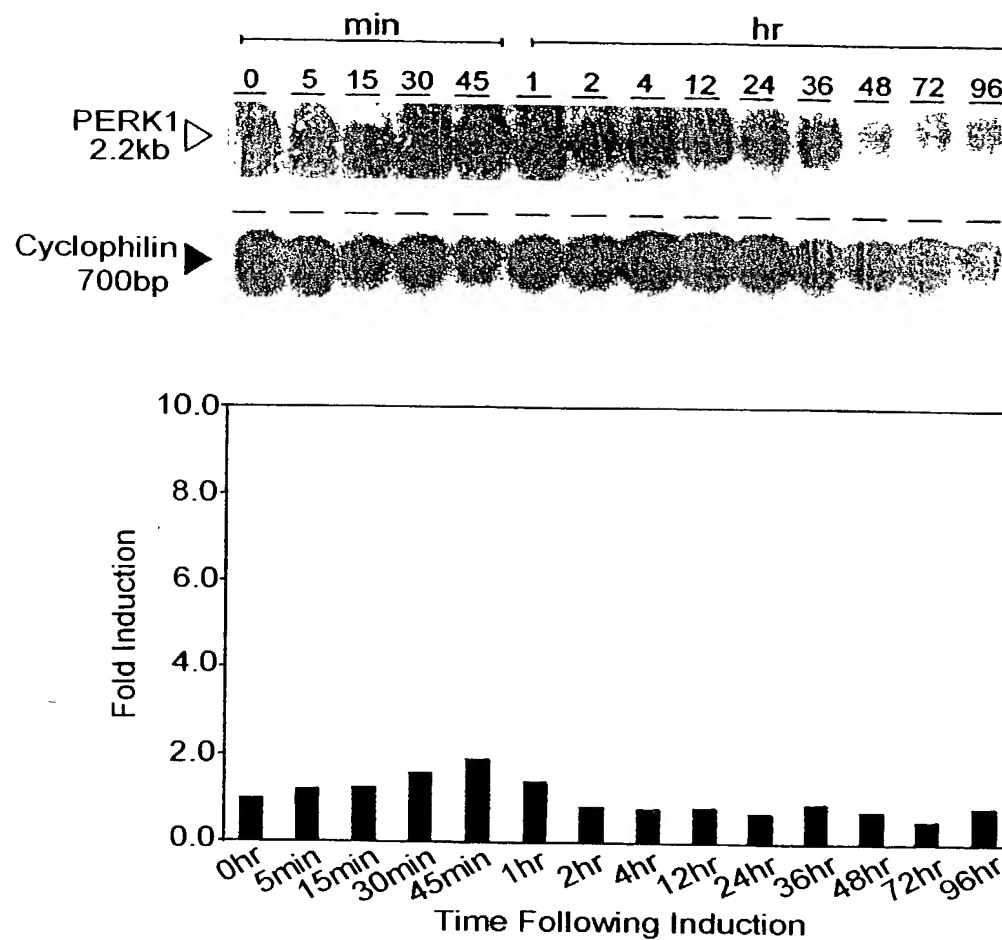 min hr
0 5 15 30 45 1 2 4 12 24 36 48 72 96
PERK1
2.2kb
Cyclophilin
700bp
10.0
8.0
6.0
4.0
2.0
0.0
Fold Induction
0hr 5min 15min 30min 45min 1hr 2hr 4hr 12hr 24hr 36hr 48hr 72hr 96hr
Time Following Induction